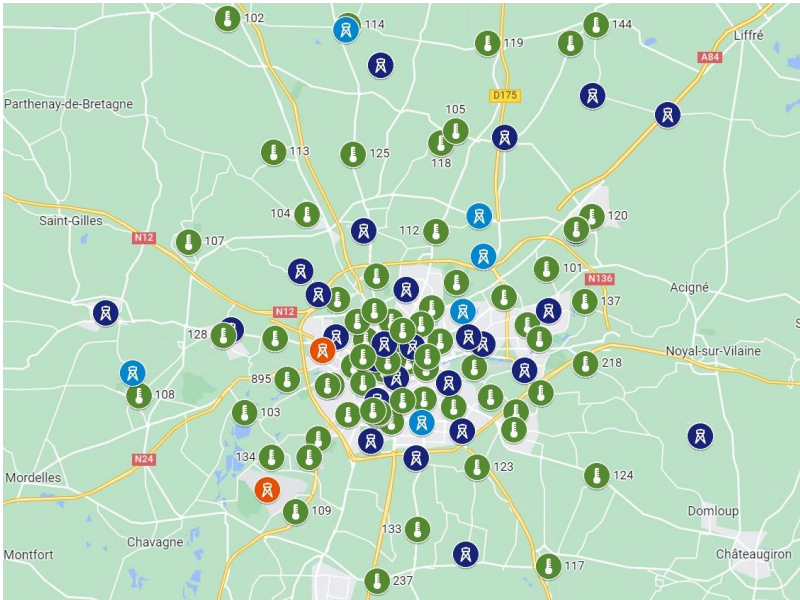 102
114
144
119
Liffré
A84
D175
Parthenay-de-Bretagne
105
118
113
125
104
120
Saint-Gilles
112
N12
107
101
N136
Acigné
137
N12
128
Noyal-sur-Vilaine
218
895
108
103
134
N24
123
124
Mordelles
109
Domloup
133
Chavagne
Montfort
Châteaugiron
117
237